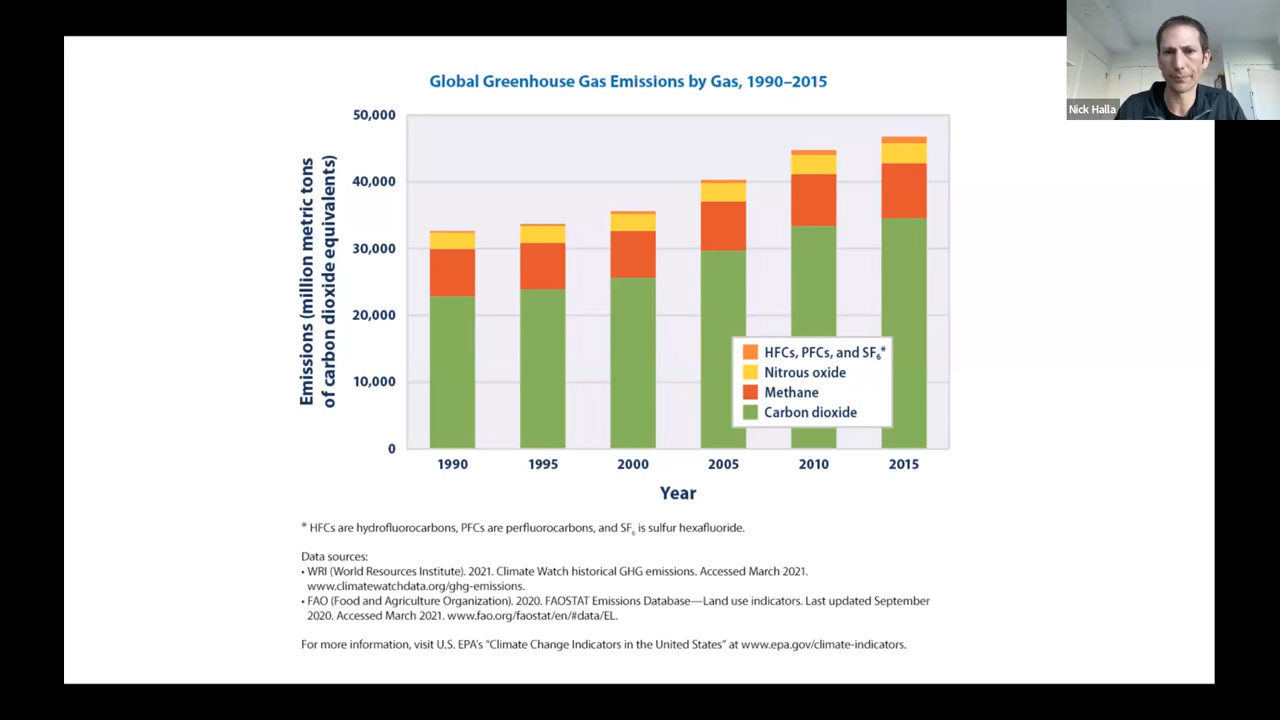 Nick Halla
Global Greenhouse Gas Emissions by Gas, 1990–2015
Emissions (million metric tons
of carbon dioxide equivalents)
50,000
40,000
30,000
20,000
10,000
0
HFCs, PFCs, and SF₆*
Nitrous oxide
Methane
Carbon dioxide
1990 1995 2000 2005 2010 2015
Year
* HFCs are hydrofluorocarbons, PFCs are perfluorocarbons, and SF₆ is sulfur hexafluoride.
Data sources:
• WRI (World Resources Institute). 2021. Climate Watch historical GHG emissions. Accessed March 2021.
www.climatewatchdata.org/ghg-emissions.
• FAO (Food and Agriculture Organization). 2020. FAOSTAT Emissions Database—Land use indicators. Last updated September
2020. Accessed March 2021. www.fao.org/faostat/en/#data/EL.
For more information, visit U.S. EPA's “Climate Change Indicators in the United States” at www.epa.gov/climate-indicators.